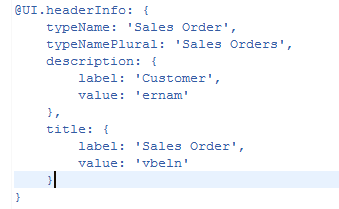 @UI.headerInfo: {
typeName: 'Sales Order',
typeNamePlural: 'Sales Orders',
description: {
label: 'Customer',
value: 'ernam'
},
title: {
label: 'Sales Order',
value: 'vbeln'
}
}